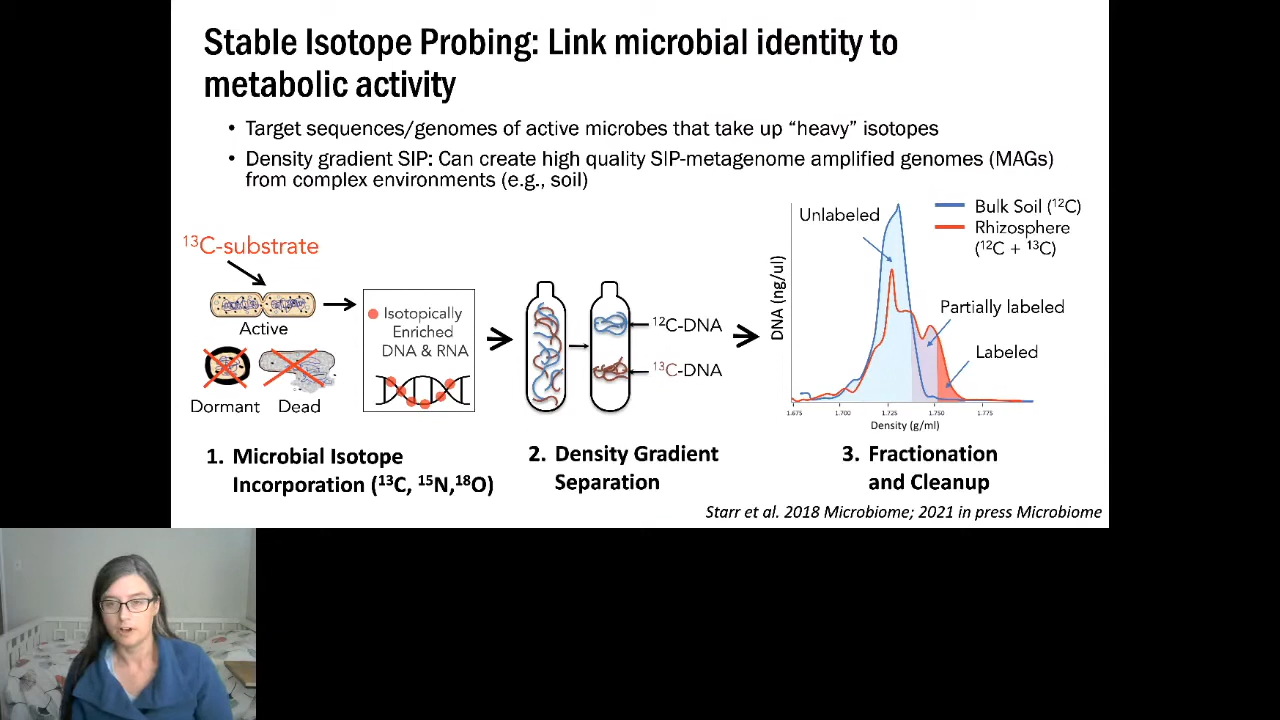 Stable Isotope Probing: Link microbial identity to
metabolic activity
• Target sequences/genomes of active microbes that take up “heavy” isotopes
• Density gradient SIP: Can create high quality SIP-metagenome amplified genomes (MAGs)
from complex environments (e.g., soil)
¹³C-substrate
Active
Dormant
Dead
Isotopically
Enriched
DNA & RNA
¹²C-DNA
¹³C-DNA
DNA (ng/ul)
Unlabeled
Bulk Soil (¹²C)
Rhizosphere
(¹²C + ¹³C)
Partially labeled
Labeled
1.675 1.700 1.725 1.750 1.775
Density (g/ml)
1. Microbial Isotope
Incorporation (¹³C, ¹⁵N,¹⁸O)
2. Density Gradient
Separation
3. Fractionation
and Cleanup
Starr et al. 2018 Microbiome; 2021 in press Microbiome